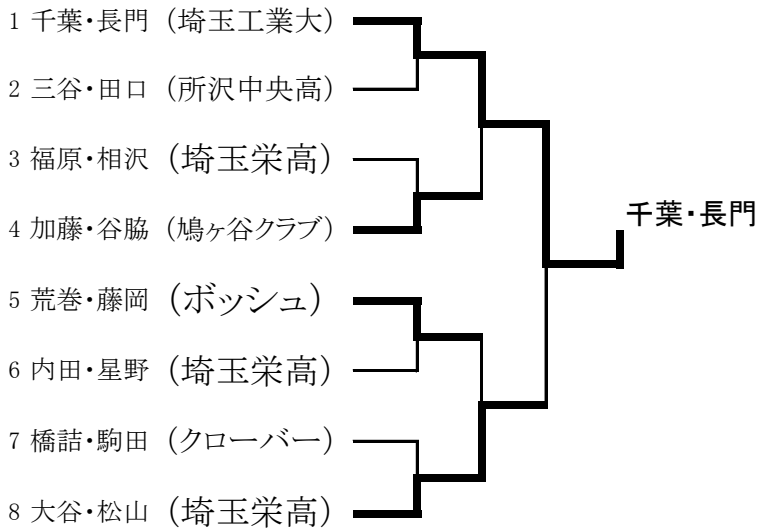 1 千葉・長門 (埼玉工業大)
2 三谷・田口 (所沢中央高)
3 福原・相沢 (埼玉栄高)
4 加藤・谷脇 (鳩ヶ谷クラブ)
千葉・長門
5 荒巻・藤岡 (ボッシュ)
6 内田・星野 (埼玉栄高)
7 橋詰・駒田 (クローバー)
8 大谷・松山 (埼玉栄高)